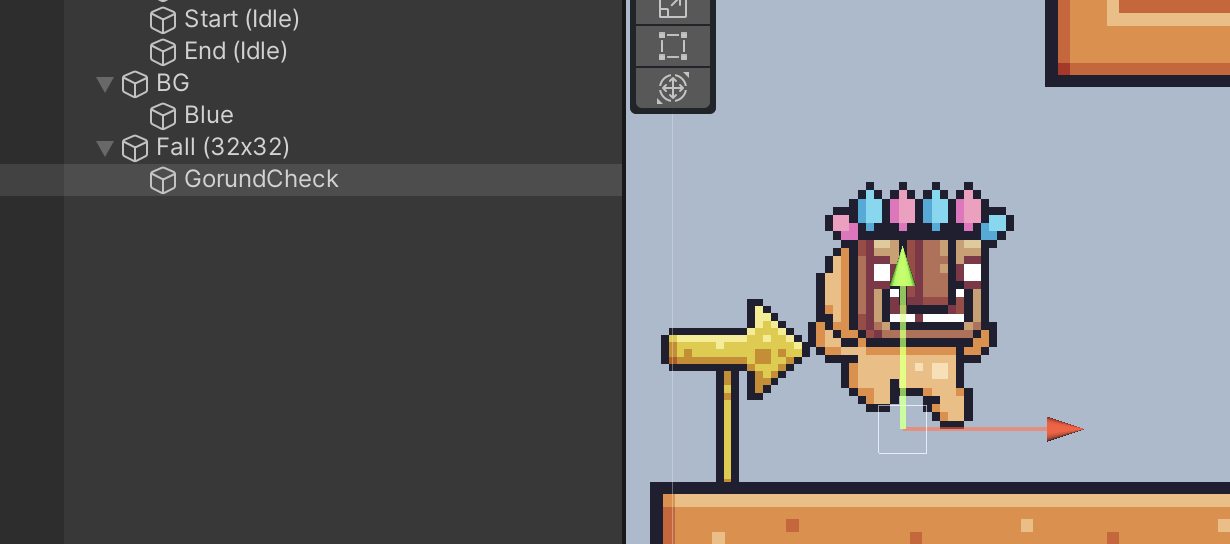 Start (Idle)
End (Idle)
BG
Blue
Fall (32x32)
GorundCheck